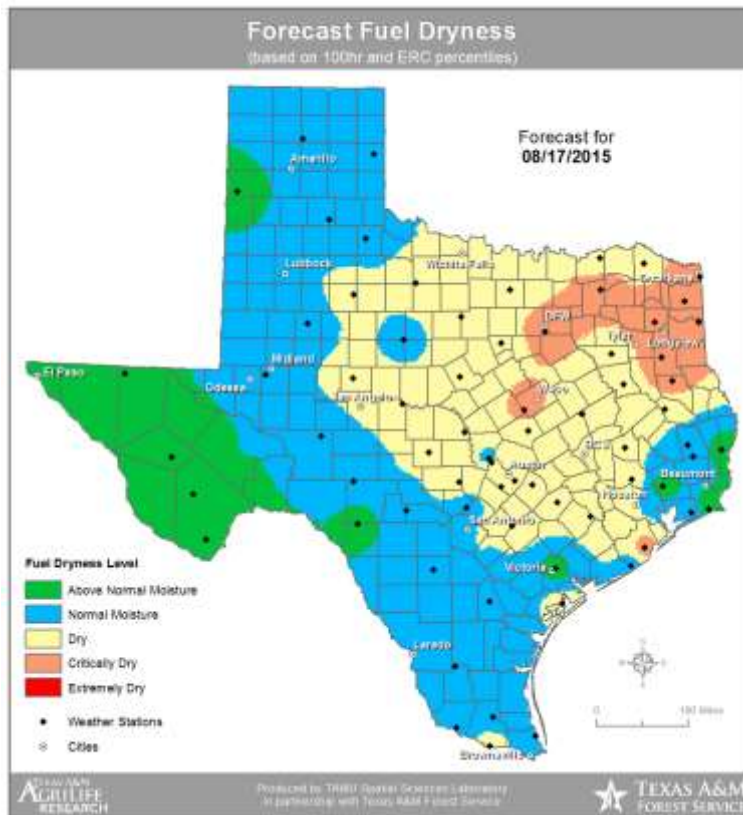 Forecast Fuel Dryness
(based on 100hr and ERC percentiles)
Forecast for
08/17/2015
Amarillo
Lubbock
Wichita Falls
DFW
Tyler
Longview
El Paso
Midland
Odessa
San Angelo
Waco
BCS
Austin
Beaumont
Houston
San Antonio
Victoria
Laredo
Brownsville
Fuel Dryness Level
Above Normal Moisture
Normal Moisture
Dry
Critically Dry
Extremely Dry
Weather Stations
Cities
0 180 Miles
TEXAS A&M
AGRILIFE
RESEARCH
Produced by TAMU Spatial Sciences Laboratory
in partnership with Texas A&M Forest Service
TEXAS A&M
FOREST SERVICE